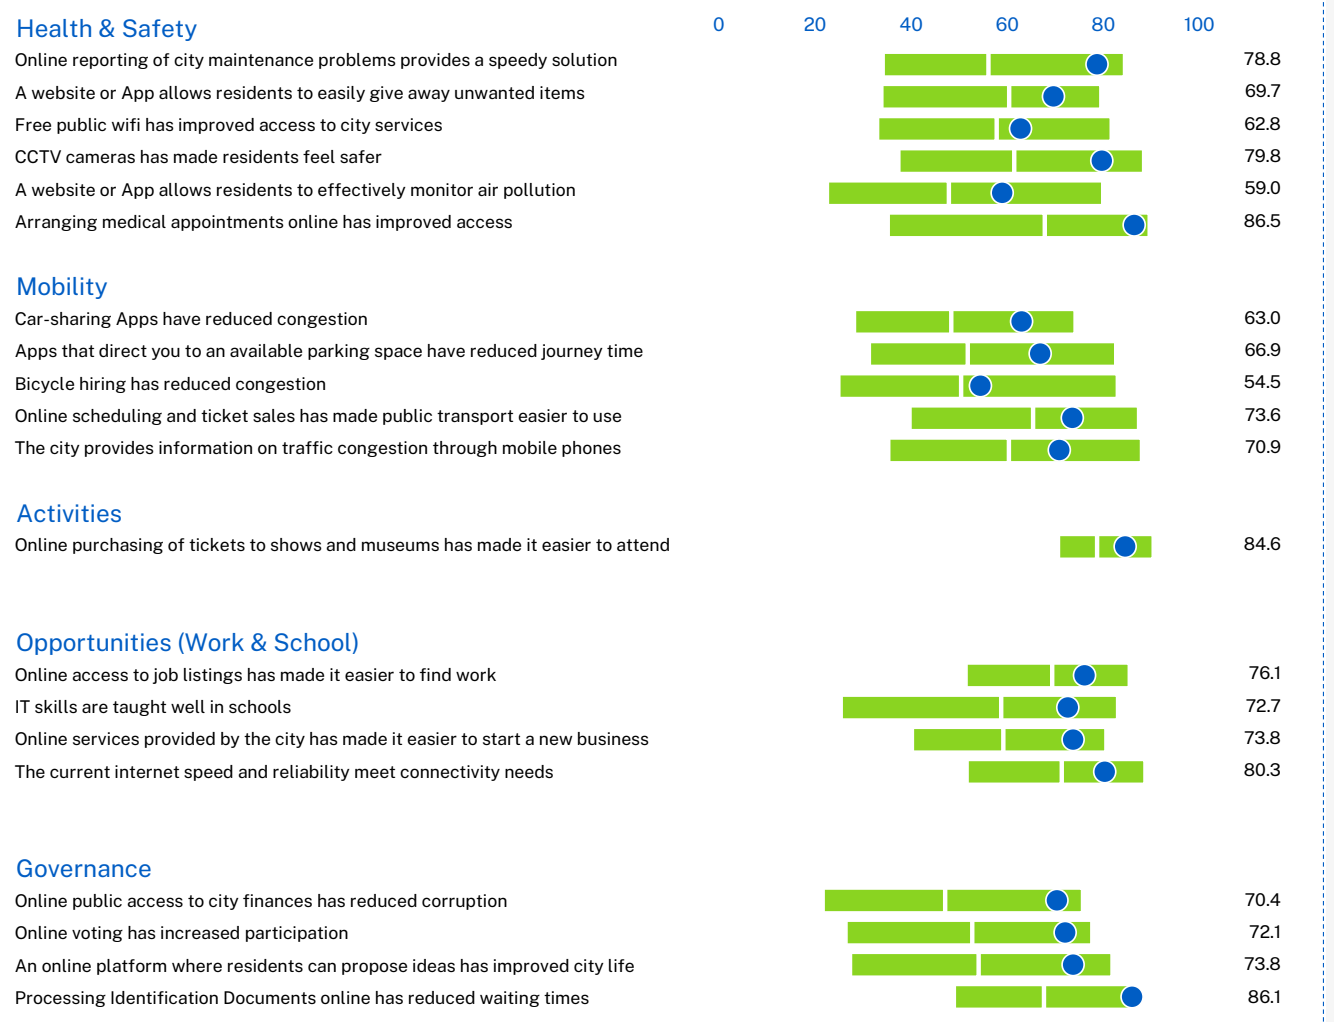 Health & Safety 0 20 40 60 80 100
Online reporting of city maintenance problems provides a speedy solution 78.8
A website or App allows residents to easily give away unwanted items 69.7
Free public wifi has improved access to city services 62.8
CCTV cameras has made residents feel safer 79.8
A website or App allows residents to effectively monitor air pollution 59.0
Arranging medical appointments online has improved access 86.5
Mobility
Car-sharing Apps have reduced congestion 63.0
Apps that direct you to an available parking space have reduced journey time 66.9
Bicycle hiring has reduced congestion 54.5
Online scheduling and ticket sales has made public transport easier to use 73.6
The city provides information on traffic congestion through mobile phones 70.9
Activities
Online purchasing of tickets to shows and museums has made it easier to attend 84.6
Opportunities (Work & School)
Online access to job listings has made it easier to find work 76.1
IT skills are taught well in schools 72.7
Online services provided by the city has made it easier to start a new business 73.8
The current internet speed and reliability meet connectivity needs 80.3
Governance
Online public access to city finances has reduced corruption 70.4
Online voting has increased participation 72.1
An online platform where residents can propose ideas has improved city life 73.8
Processing Identification Documents online has reduced waiting times 86.1